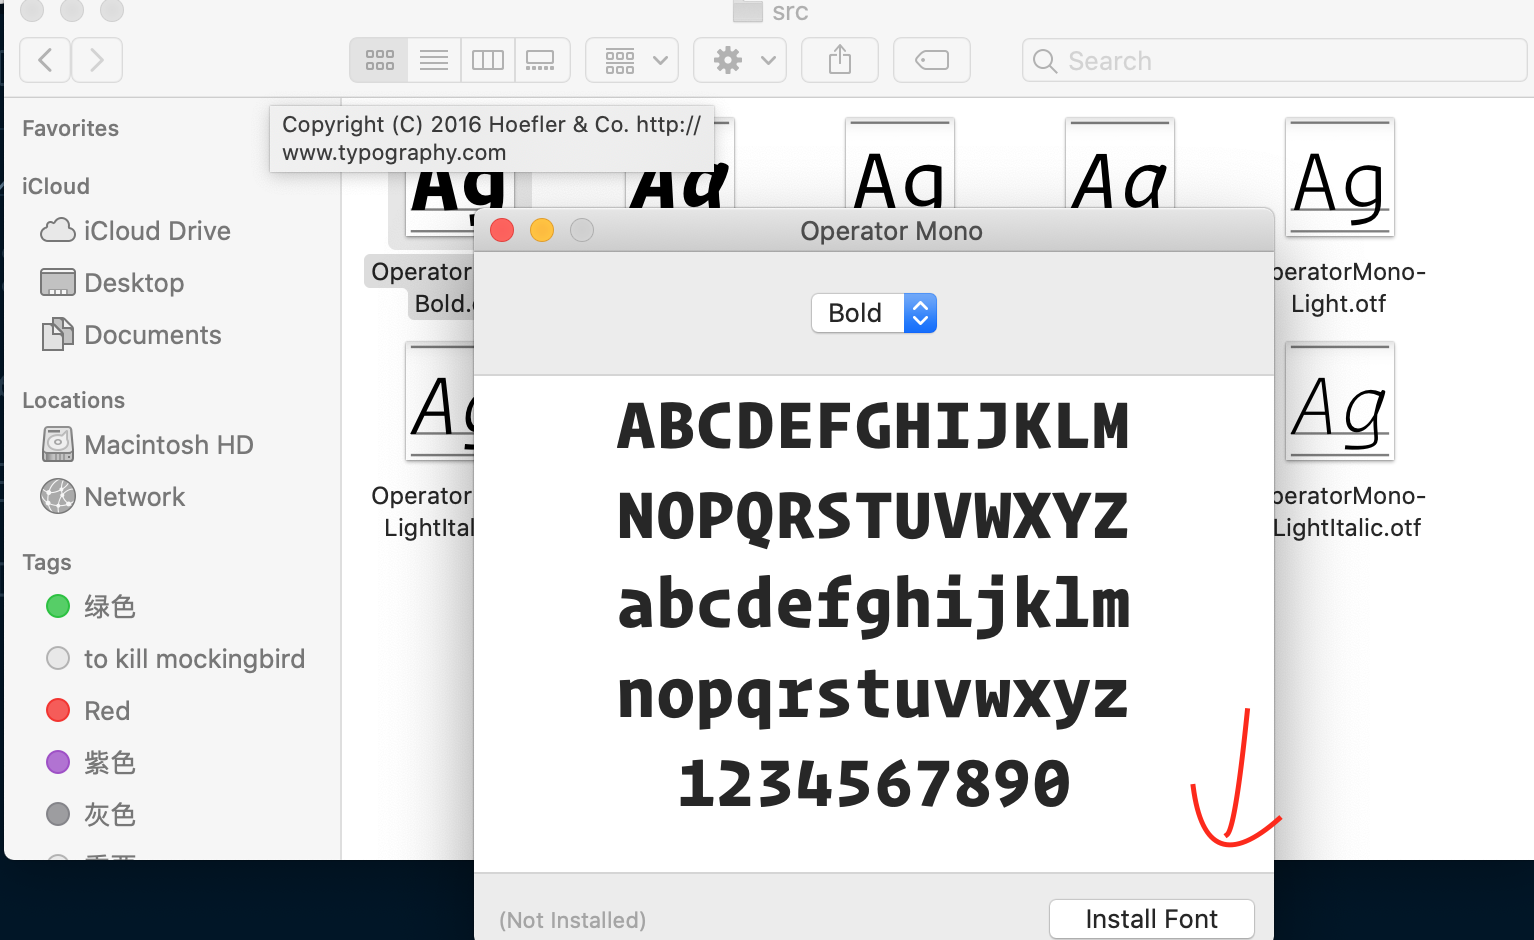 src
Search
Favorites
Copyright (C) 2016 Hoefler & Co. http://
www.typography.com
iCloud
iCloud Drive
Desktop
Documents
Locations
Macintosh HD
Network
Tags
绿色
to kill mockingbird
Red
紫色
灰色
Ag
Ag
Ag
Ag
Ag
Operator
Bold.
peratorMono-
Light.otf
Ag
Ag
Operator
LightItal
peratorMono-
LightItalic.otf
Operator Mono
Bold
ABCDEFGHIJKLM
NOPQRSTUVWXYZ
abcdefghijklm
nopqrstuvwxyz
1234567890
(Not Installed)
Install Font